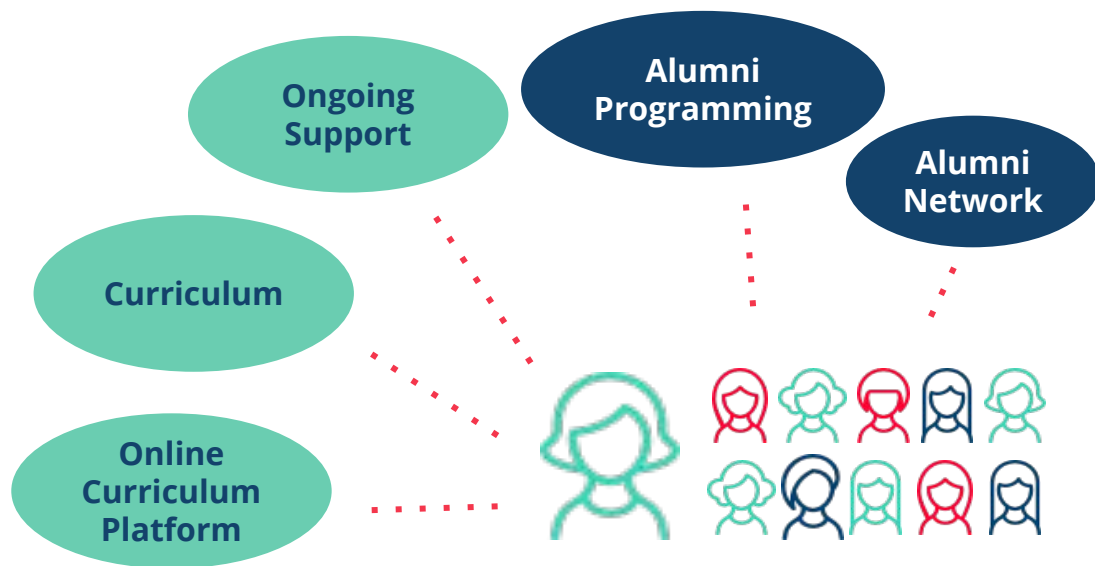 Ongoing
Support
Alumni
Programming
Alumni
Network
Curriculum
Online
Curriculum
Platform